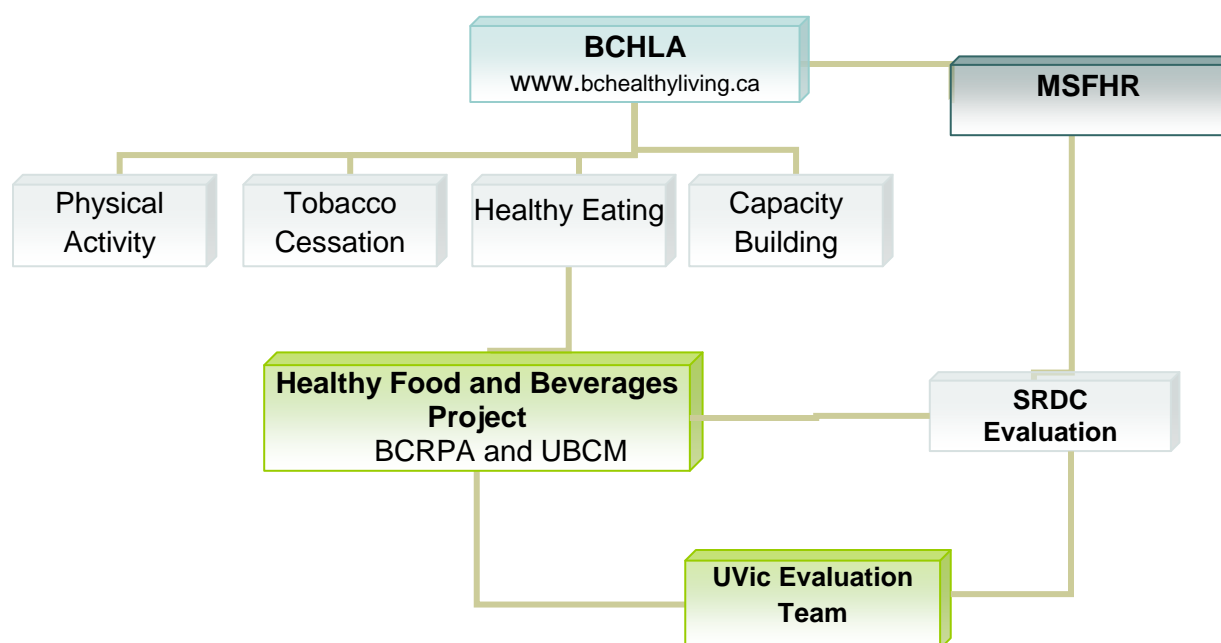 BCHLA
www.bchealthyliving.ca
MSFHR
Physical
Activity
Tobacco
Cessation
Healthy Eating
Capacity
Building
Healthy Food and Beverages
Project
BCRPA and UBCM
SRDC
Evaluation
UVic Evaluation
Team